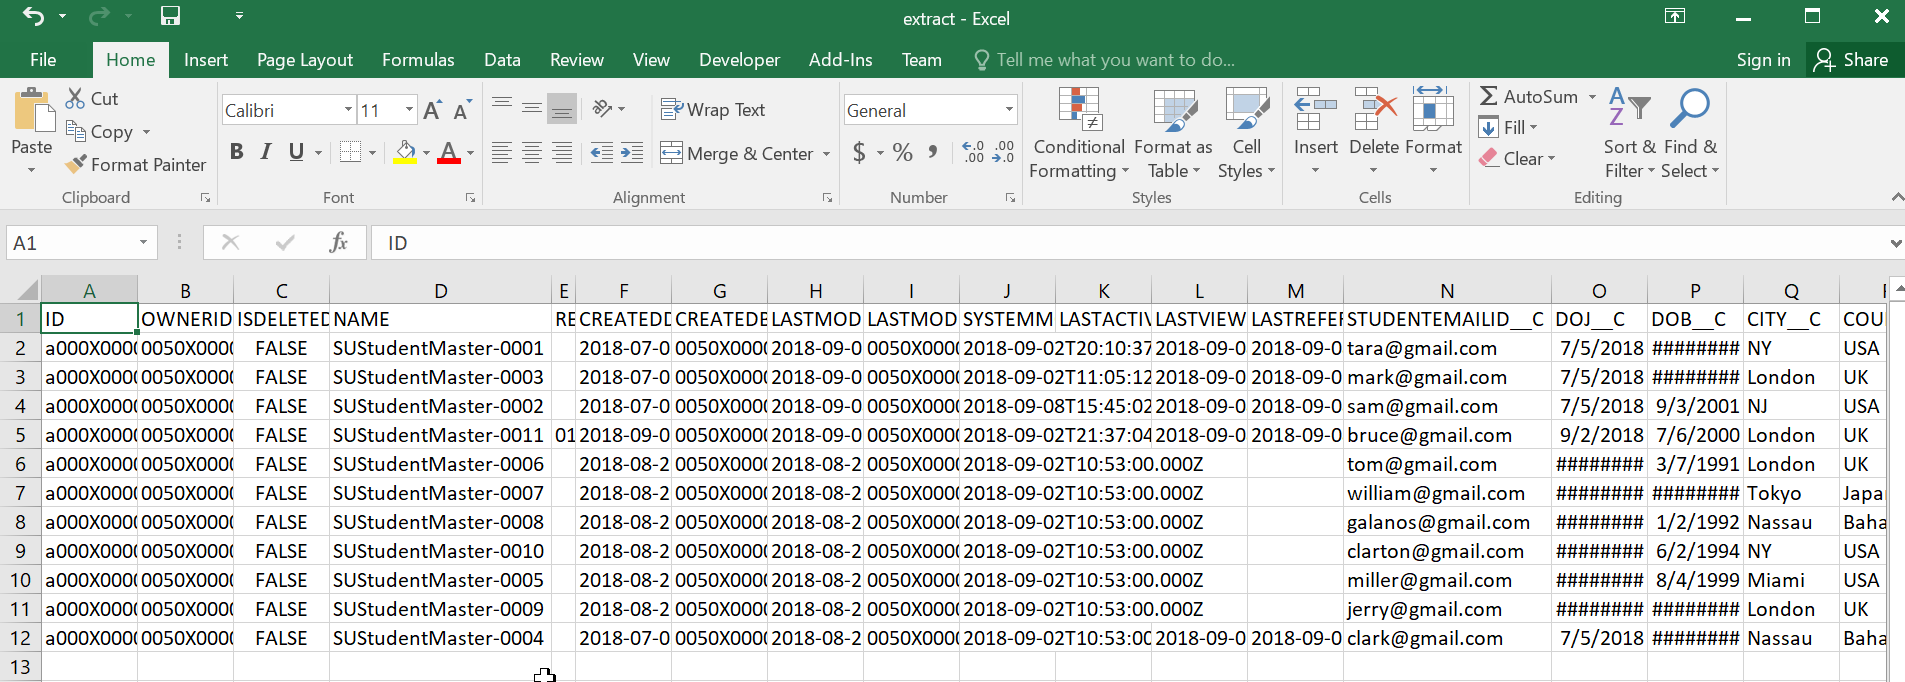 extract - Excel
File Home Insert Page Layout Formulas Data Review View Developer Add-Ins Team Tell me what you want to do... Sign in Share
Paste
Cut
Copy
Format Painter
Clipboard
Calibri 11 A A
B I U A
Font
Wrap Text
Merge & Center
Alignment
General
$ % , .0 .00 .00 .0
Number
Conditional Formatting
Format as Table
Cell Styles
Styles
Insert Delete Format
Cells
AutoSum
Fill
Clear
Sort & Filter
Find & Select
Editing
A1 fx ID
A B C D E F G H I J K L M N O P Q
1 ID OWNERID ISDELETED NAME RE CREATEDD CREATEDB LASTMOD LASTMOD SYSTEMM LASTACTIV LASTVIEW LASTREFER STUDENTEMAILID__C DOJ__C DOB__C CITY__C COU
2 a000X000 0050X000 FALSE SUStudentMaster-0001 2018-07-0 0050X000 2018-09-0 0050X000 2018-09-02T20:10:37 2018-09-0 2018-09-0 tara@gmail.com 7/5/2018 ######## NY USA
3 a000X000 0050X000 FALSE SUStudentMaster-0003 2018-07-0 0050X000 2018-09-0 0050X000 2018-09-02T11:05:12 2018-09-0 2018-09-0 mark@gmail.com 7/5/2018 ######## London UK
4 a000X000 0050X000 FALSE SUStudentMaster-0002 2018-07-0 0050X000 2018-09-0 0050X000 2018-09-08T15:45:02 2018-09-0 2018-09-0 sam@gmail.com 7/5/2018 9/3/2001 NJ USA
5 a000X000 0050X000 FALSE SUStudentMaster-0011 01 2018-09-0 0050X000 2018-09-0 0050X000 2018-09-02T21:37:04 2018-09-0 2018-09-0 bruce@gmail.com 9/2/2018 7/6/2000 London UK
6 a000X000 0050X000 FALSE SUStudentMaster-0006 2018-08-2 0050X000 2018-08-2 0050X000 2018-09-02T10:53:00.000Z tom@gmail.com ######## 3/7/1991 London UK
7 a000X000 0050X000 FALSE SUStudentMaster-0007 2018-08-2 0050X000 2018-08-2 0050X000 2018-09-02T10:53:00.000Z william@gmail.com ######## ######## Tokyo Japa
8 a000X000 0050X000 FALSE SUStudentMaster-0008 2018-08-2 0050X000 2018-08-2 0050X000 2018-09-02T10:53:00.000Z galanos@gmail.com ######## 1/2/1992 Nassau Baha
9 a000X000 0050X000 FALSE SUStudentMaster-0010 2018-08-2 0050X000 2018-08-2 0050X000 2018-09-02T10:53:00.000Z clarton@gmail.com ######## 6/2/1994 NY USA
10 a000X000 0050X000 FALSE SUStudentMaster-0005 2018-08-2 0050X000 2018-08-2 0050X000 2018-09-02T10:53:00.000Z miller@gmail.com ######## 8/4/1999 Miami USA
11 a000X000 0050X000 FALSE SUStudentMaster-0009 2018-08-2 0050X000 2018-08-2 0050X000 2018-09-02T10:53:00.000Z jerry@gmail.com ######## ######## London UK
12 a000X000 0050X000 FALSE SUStudentMaster-0004 2018-07-0 0050X000 2018-08-2 0050X000 2018-09-02T10:53:00 2018-09-0 2018-09-0 clark@gmail.com 7/5/2018 ######## Nassau Baha
13